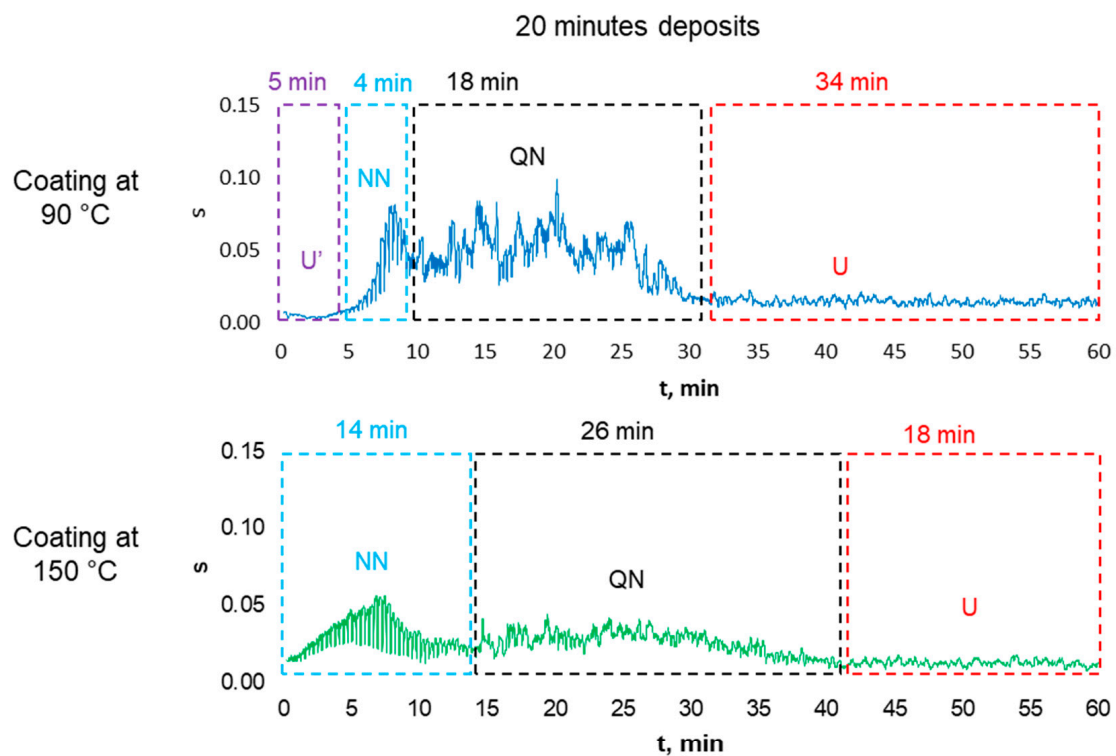 20 minutes deposits
5 min 4 min 18 min 34 min
Coating at
90 °C
s
0.15
0.10
0.05
0.00
U'
NN
QN
U
0 5 10 15 20 25 30 35 40 45 50 55 60
t, min
14 min 26 min 18 min
Coating at
150 °C
s
0.15
0.10
0.05
0.00
NN
QN
U
0 5 10 15 20 25 30 35 40 45 50 55 60
t, min